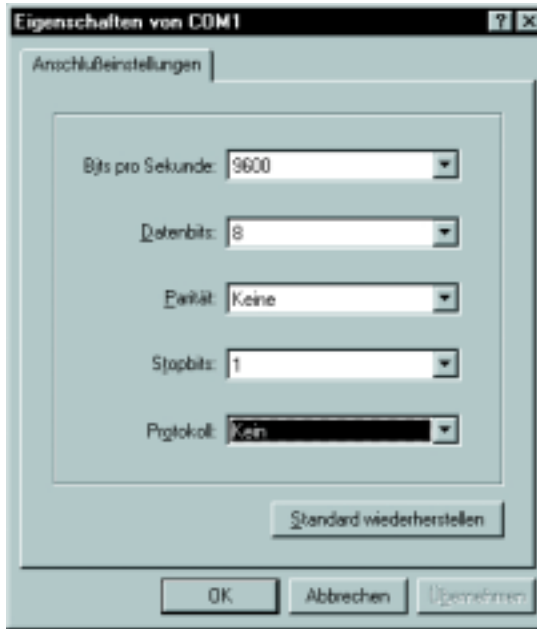 Eigenschaften von COM1
Anschlußeinstellungen
Bits pro Sekunde: 9600
Datenbits: 8
Parität: Keine
Stopbits: 1
Protokoll: Kein
Standard wiederherstellen
OK Abbrechen Übernehmen